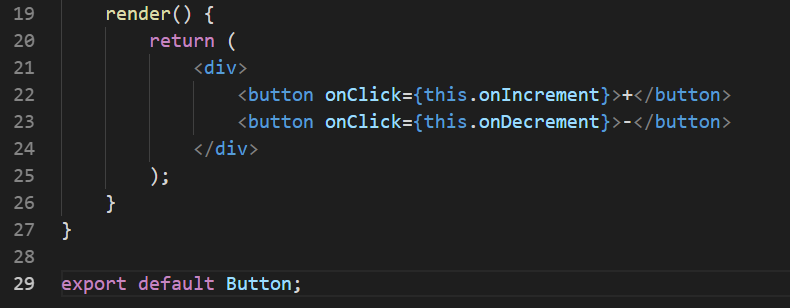 19 render() {
20 return (
21 <div>
22 <button onClick={this.onIncrement}>+</button>
23 <button onClick={this.onDecrement}>-</button>
24 </div>
25 );
26 }
27 }
28
29 export default Button;